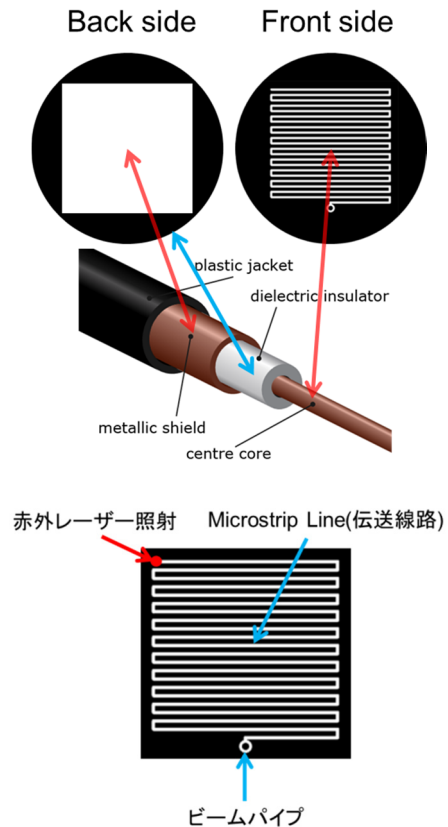 Back side
Front side
plastic jacket
dielectric insulator
metallic shield
centre core
赤外レーザー照射
Microstrip Line(伝送線路)
ビームパイプ